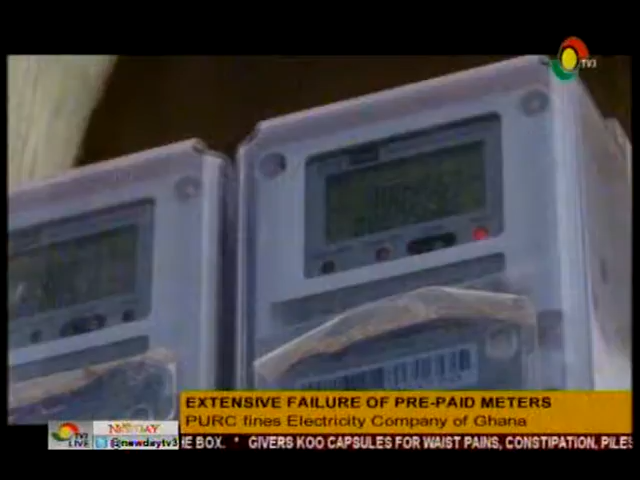 TV3
EXTENSIVE FAILURE OF PRE-PAID METERS
PURC fines Electricity Company of Ghana
TV3 LIVE
NEWDAY
@newdaytv3
HE BOX. * GIVERS KOO CAPSULES FOR WAIST PAINS, CONSTIPATION, PILES